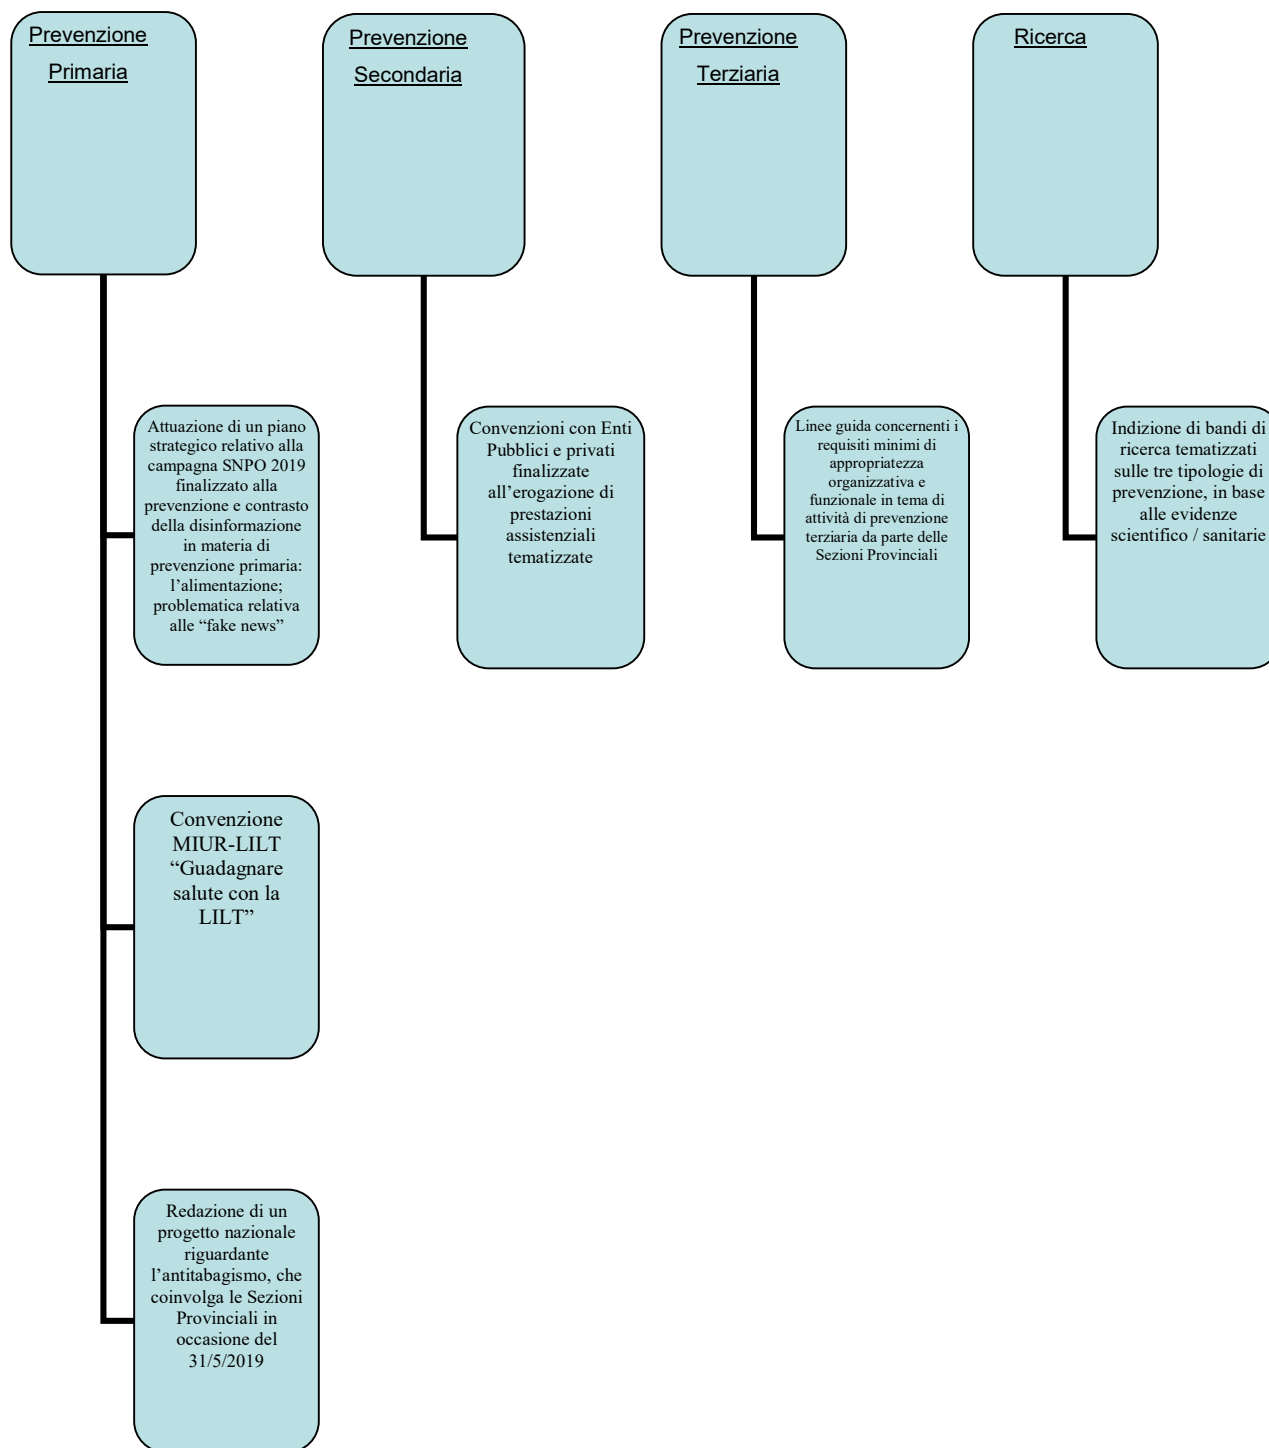 Prevenzione
Primaria
Prevenzione
Secondaria
Prevenzione
Terziaria
Ricerca
Attuazione di un piano
strategico relativo alla
campagna SNPO 2019
finalizzato alla
prevenzione e contrasto
della disinformazione
in materia di
prevenzione primaria:
l’alimentazione;
problematica relativa
alle “fake news”
Convenzioni con Enti
Pubblici e privati
finalizzate
all’erogazione di
prestazioni
assistenziali
tematizzate
Linee guida concernenti i
requisiti minimi di
appropriatezza
organizzativa e
funzionale in tema di
attività di prevenzione
terziaria da parte delle
Sezioni Provinciali
Indizione di bandi di
ricerca tematizzati
sulle tre tipologie di
prevenzione, in base
alle evidenze
scientifico / sanitarie
Convenzione
MIUR-LILT
“Guadagnare
salute con la
LILT”
Redazione di un
progetto nazionale
riguardante
l’antitabagismo, che
coinvolga le Sezioni
Provinciali in
occasione del
31/5/2019